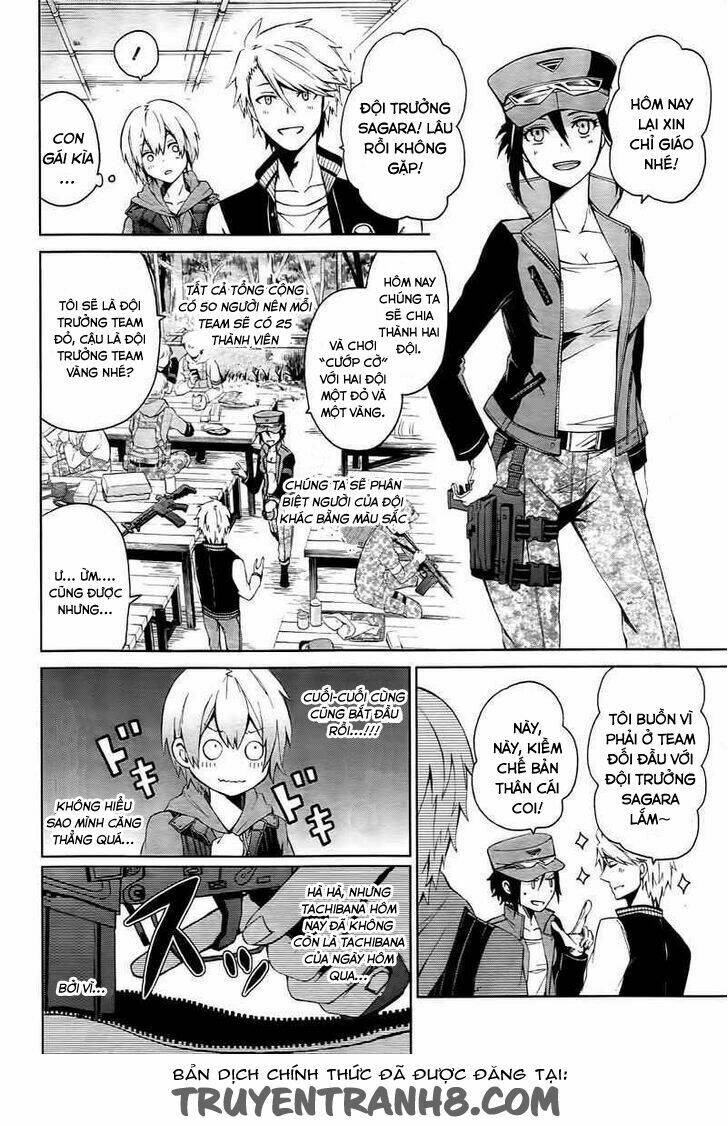 HÔM NAY
LẠI XIN
CHỈ GIÁO
NHÉ!
ĐỘI TRƯỞNG
SAGARA! LÂU
RỒI KHÔNG
GẶP!
!
CON
GÁI KÌA
...
HÔM NAY
CHÚNG TA
SẼ CHIA
THÀNH HAI
ĐỘI.
VÀ CHƠI
"CƯỚP CỜ"
VỚI HAI ĐỘI
MỘT ĐỎ VÀ
MỘT VÀNG.
TẤT CẢ TỔNG CỘNG
CÓ 50 NGƯỜI NÊN MỖI
TEAM SẼ CÓ 25
THÀNH VIÊN
TÔI SẼ LÀ ĐỘI
TRƯỞNG TEAM
ĐỎ, CẬU LÀ ĐỘI
TRƯỞNG TEAM
VÀNG NHÉ?
CHÚNG TA SẼ PHÂN
BIỆT NGƯỜI CỦA ĐỘI
KHÁC BẰNG MÀU SẮC
Ư... ỪM....
CŨNG ĐƯỢC
NHƯNG...
TÔI BUỒN VÌ
PHẢI Ở TEAM
ĐỐI ĐẦU VỚI
ĐỘI TRƯỞNG
SAGARA
LẮM~
NÀY,
NÀY, KIỀM
CHẾ BẢN
THÂN CÁI
COI!
CUỐI-CUỐI CÙNG
CŨNG BẮT ĐẦU
RỒI...!!!
ドキ
ドキ
KHÔNG HIỂU
SAO MÌNH CĂNG
THẲNG QUÁ...
HÀ HÀ, NHƯNG
TACHIBANA HÔM
NAY ĐÃ KHÔNG
CÒN LÀ TACHIBANA
CỦA NGÀY HÔM
QUA...
BỞI VÌ...
BẢN DỊCH CHÍNH THỨC ĐÃ ĐƯỢC ĐĂNG TẠI:
TRUYENTRANH8.COM